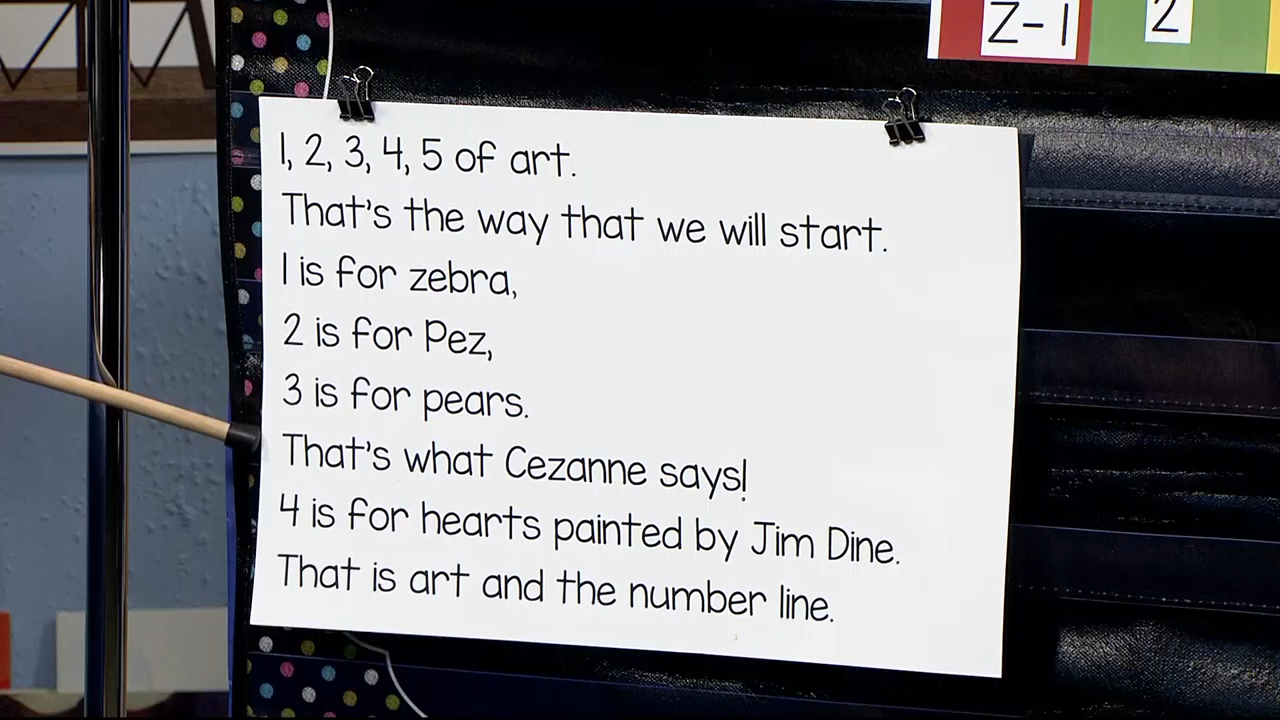 Z-1 2
1, 2, 3, 4, 5 of art.
That's the way that we will start.
1 is for zebra,
2 is for Pez,
3 is for pears.
That's what Cezanne says!
4 is for hearts painted by Jim Dine.
That is art and the number line.